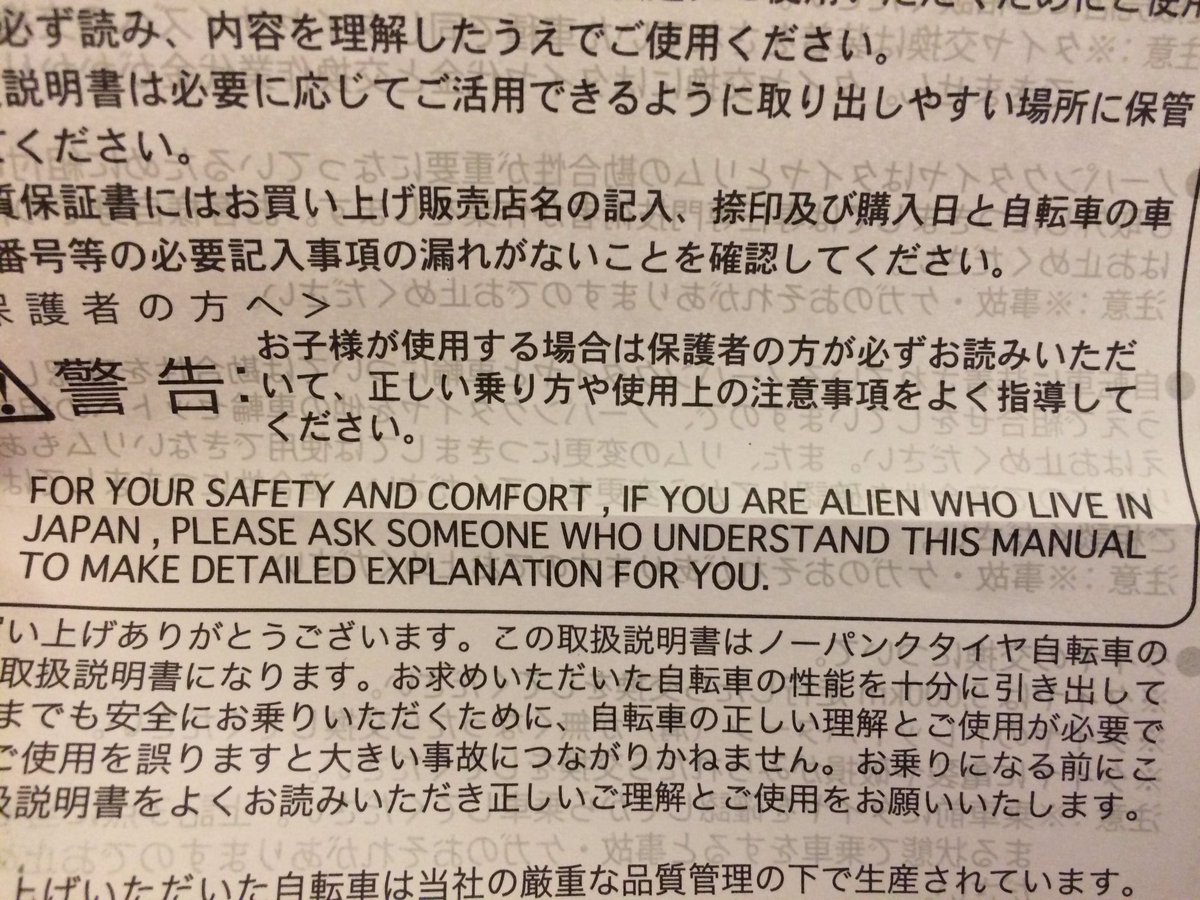 必ず読み、内容を理解したうえでご使用ください。
説明書は必要に応じてご活用できるように取り出しやすい場所に保管
てください。
質保証書にはお買い上げ販売店名の記入、捺印及び購入日と自転車の車
番号等の必要記入事項の漏れがないことを確認してください。
保護者の方へ＞
警告:
お子様が使用する場合は保護者の方が必ずお読みいただ
いて、正しい乗り方や使用上の注意事項をよく指導して
ください。
FOR YOUR SAFETY AND COMFORT , IF YOU ARE ALIEN WHO LIVE IN
JAPAN , PLEASE ASK SOMEONE WHO UNDERSTAND THIS MANUAL
TO MAKE DETAILED EXPLANATION FOR YOU.
い上げありがとうございます。この取扱説明書はノーパンクタイヤ自転車の
取扱説明書になります。お求めいただいた自転車の性能を十分に引き出して
までも安全にお乗りいただくために、自転車の正しい理解とご使用が必要で
ご使用を誤りますと大きい事故につながりかねません。お乗りになる前にこ
扱説明書をよくお読みいただき正しいご理解とご使用をお願いいたします。
上げいただいた自転車は当社の厳重な品質管理の下で生産されています。